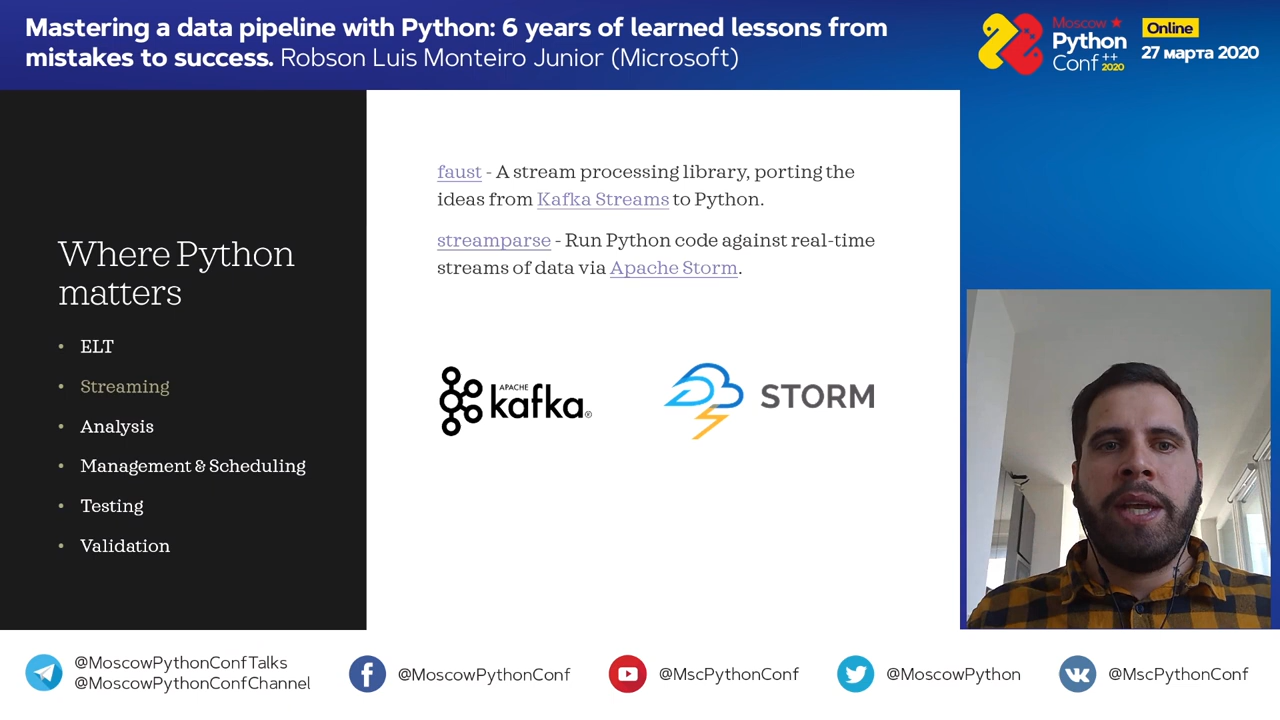 Mastering a data pipeline with Python: 6 years of learned lessons from
mistakes to success. Robson Luis Monteiro Junior (Microsoft)
Moscow
Python
Conf ++
2020
Online
27 марта 2020
Where Python
matters
• ELT
• Streaming
• Analysis
• Management & Scheduling
• Testing
• Validation
faust - A stream processing library, porting the
ideas from Kafka Streams to Python.
streamparse - Run Python code against real-time
streams of data via Apache Storm.
APACHE
kafka®
STORM
@MoscowPythonConfTalks
@MoscowPythonConfChannel
@MoscowPythonConf
@MscPythonConf
@MoscowPython
@MscPythonConf